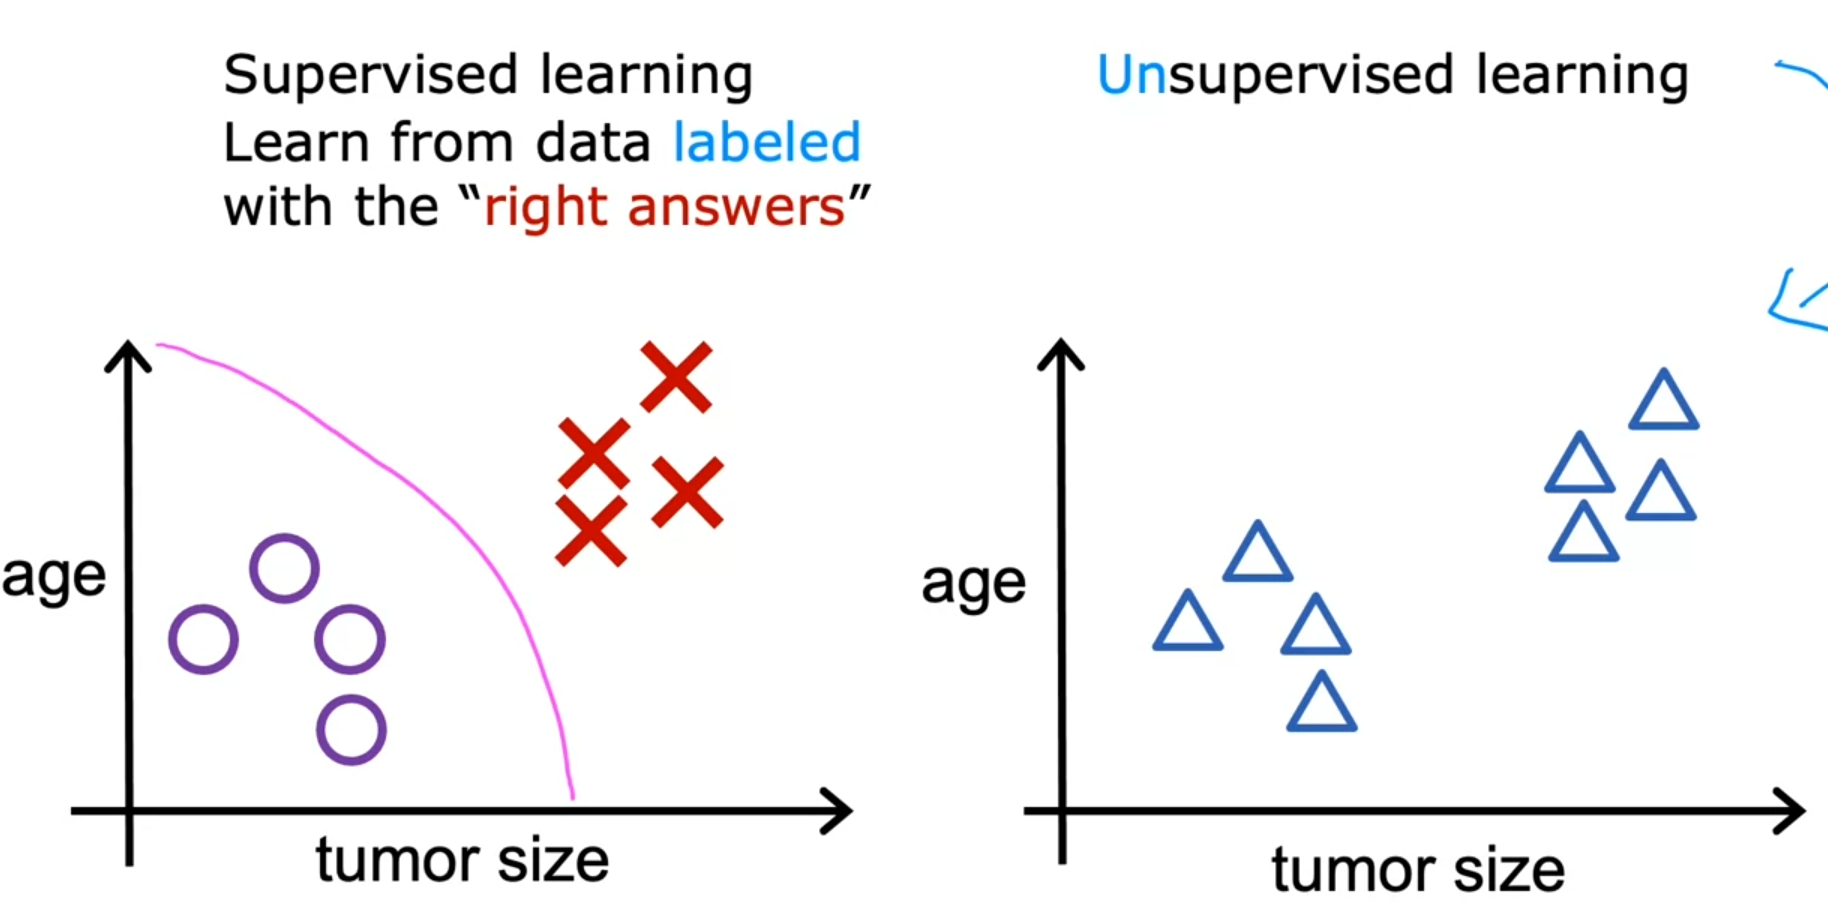 Supervised learning
Learn from data labeled
with the “right answers”
age
tumor size
Unsupervised learning
age
tumor size